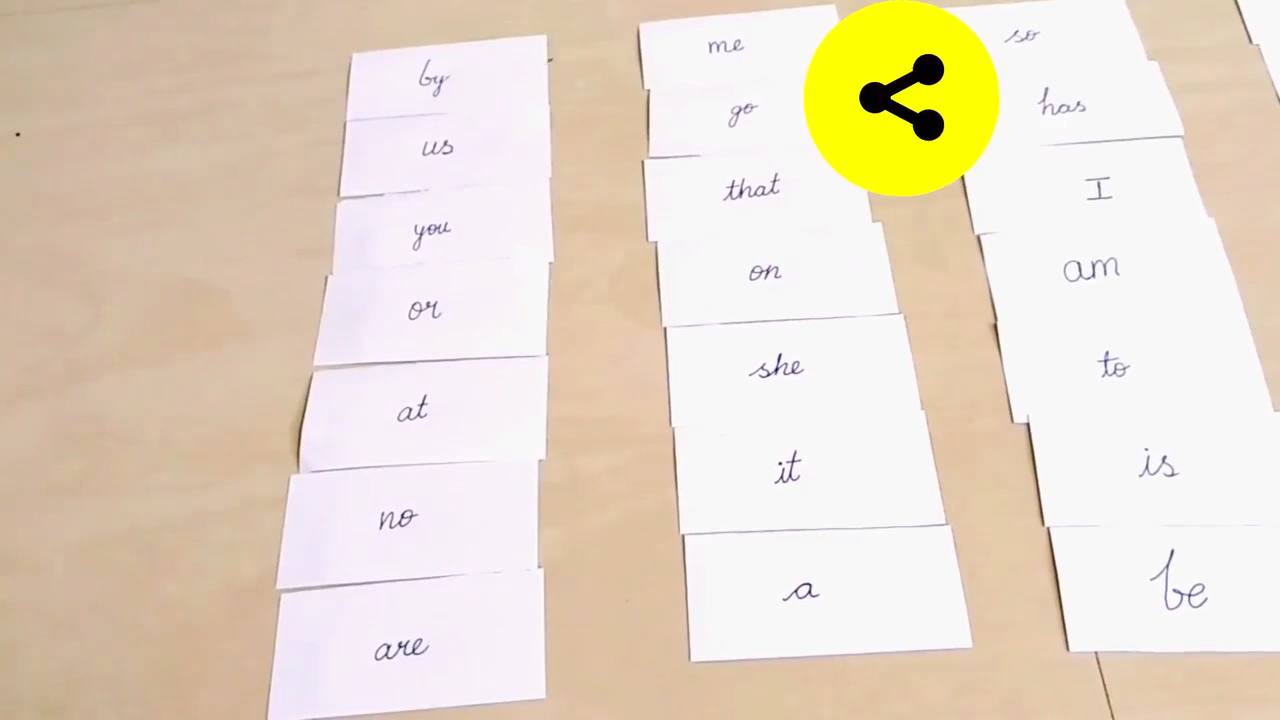 by
us
you
or
at
no
are
me
go
that
on
she
it
a
so
has
I
am
to
is
be